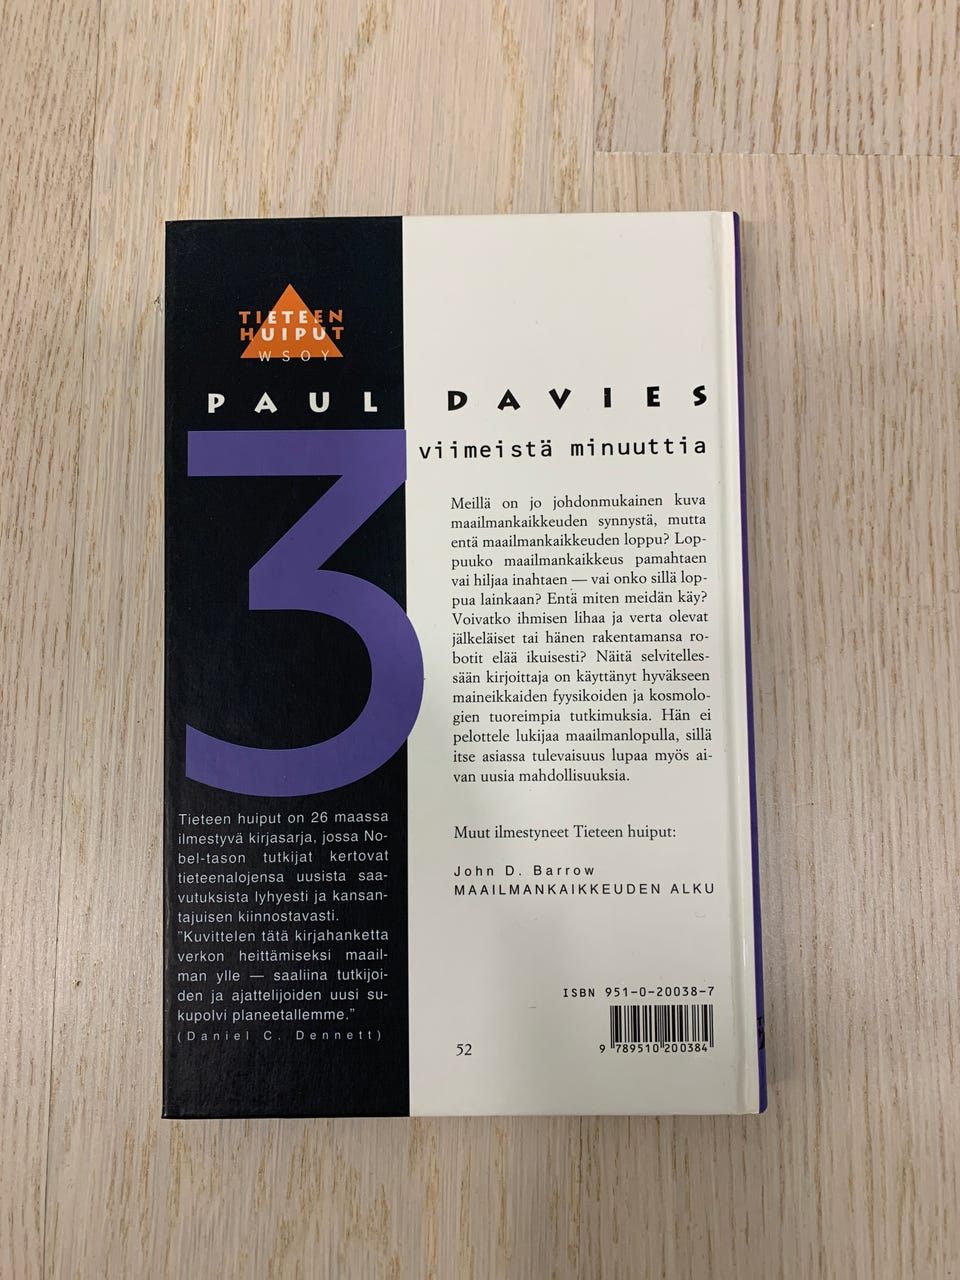 TIETEEN
HUIPUT
WSOY
PAUL DAVIES
3 viimeistä minuuttia
Meillä on jo johdonmukainen kuva
maailmankaikkeuden synnystä, mutta
entä maailmankaikkeuden loppu? Lop-
puuko maailmankaikkeus pamahtaen
vai hiljaa inahtaen — vai onko sillä lop-
pua lainkaan? Entä miten meidän käy?
Voivatko ihmisen lihaa ja verta olevat
jälkeläiset tai hänen rakentamansa ro-
botit elää ikuisesti? Näitä selvitelles-
sään kirjoittaja on käyttänyt hyväkseen
maineikkaiden fyysikoiden ja kosmolo-
gien tuoreimpia tutkimuksia. Hän ei
pelottele lukijaa maailmanlopulla, sillä
itse asiassa tulevaisuus lupaa myös ai-
van uusia mahdollisuuksia.
Tieteen huiput on 26 maassa
ilmestyvä kirjasarja, jossa No-
bel-tason tutkijat kertovat
tieteenalojensa uusista saa-
vutuksista lyhyesti ja kansan-
tajuisen kiinnostavasti.
"Kuvittelen tätä kirjahanketta
verkon heittämiseksi maail-
man ylle — saaliina tutkijoi-
den ja ajattelijoiden uusi su-
kupolvi planeetallemme."
(Daniel C. Dennett)
Muut ilmestyneet Tieteen huiput:
John D. Barrow
MAAILMANKAIKKEUDEN ALKU
ISBN 951-0-20038-7
52
9 789510 200384